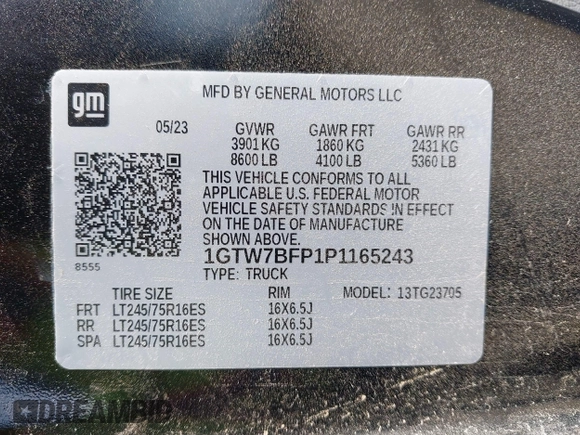 gm
MFD BY GENERAL MOTORS LLC
05/23 GVWR GAWR FRT GAWR RR
3901 KG 1860 KG 2431 KG
8600 LB 4100 LB 5360 LB
THIS VEHICLE CONFORMS TO ALL
APPLICABLE U.S. FEDERAL MOTOR
VEHICLE SAFETY STANDARDS IN EFFECT
ON THE DATE OF MANUFACTURE
SHOWN ABOVE.
8555
1GTW7BFP1P1165243
TYPE: TRUCK
TIRE SIZE RIM MODEL: 13TG23705
FRT LT245/75R16ES 16X6.5J
RR LT245/75R16ES 16X6.5J
SPA LT245/75R16ES 16X6.5J
DREAMBID